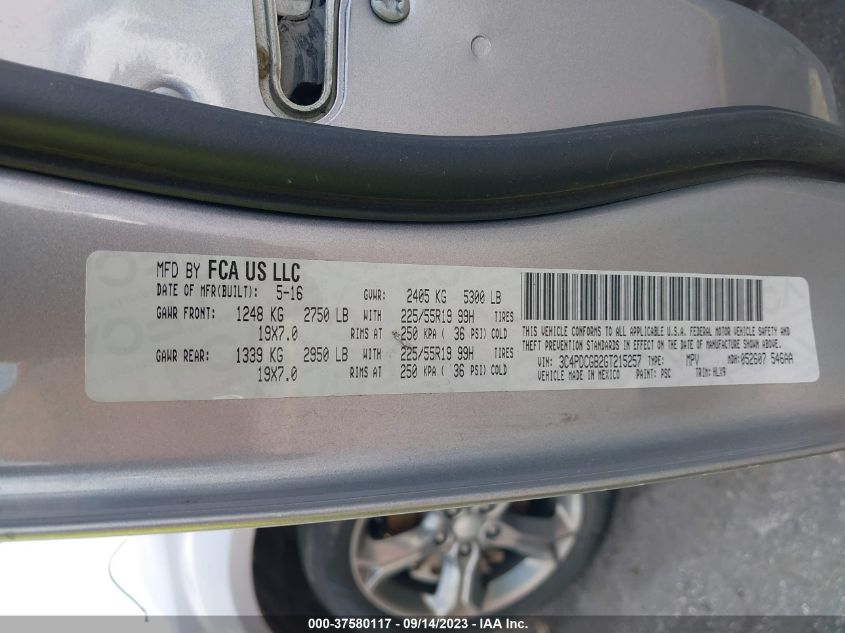 MFD BY FCA US LLC
DATE OF MFR(BUILT): 5-16 GVWR: 2405 KG 5300 LB
GAWR FRONT: 1248 KG 2750 LB WITH 225/55R19 99H TIRES
19X7.0 RIMS AT 250 KPA ( 36 PSI) COLD
GAWR REAR: 1339 KG 2950 LB WITH 225/55R19 99H TIRES
19X7.0 RIMS AT 250 KPA ( 36 PSI) COLD
THIS VEHICLE CONFORMS TO ALL APPLICABLE U.S.A. FEDERAL MOTOR VEHICLE SAFETY AND
THEFT PREVENTION STANDARDS IN EFFECT ON THE DATE OF MANUFACTURE SHOWN ABOVE.
VIN: 3C4PDCGB2GT215257 TYPE: MPV MDH: 052607 546AA
VEHICLE MADE IN MEXICO PAINT: PSC TRIM: HLX9
000-37580117 - 09/14/2023 - IAA Inc.